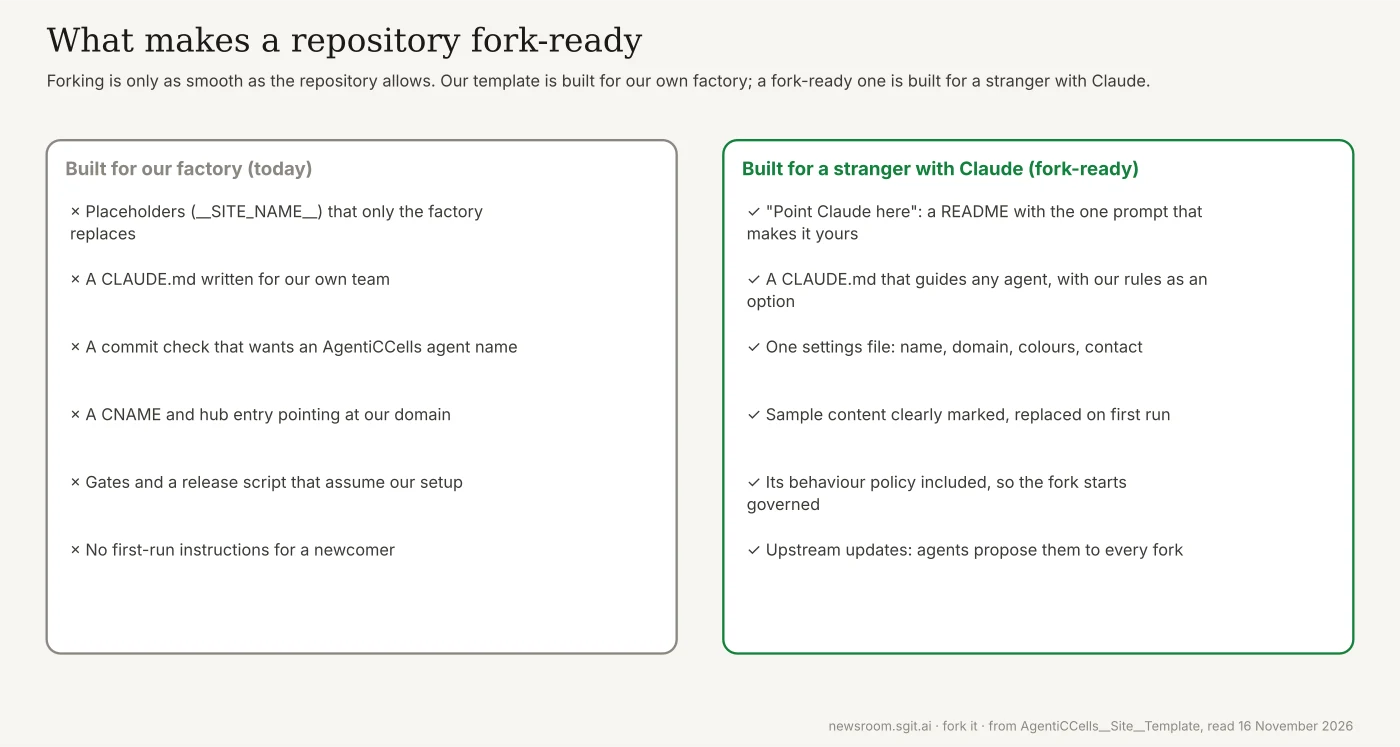 What makes a repository fork-ready
Forking is only as smooth as the repository allows. Our template is built for our own factory; a fork-ready one is built for a stranger with Claude.
Built for our factory (today)
× Placeholders (__SITE_NAME__) that only the factory
replaces
× A CLAUDE.md written for our own team
× A commit check that wants an AgentiCCells agent name
× A CNAME and hub entry pointing at our domain
× Gates and a release script that assume our setup
× No first-run instructions for a newcomer
Built for a stranger with Claude (fork-ready)
✓ "Point Claude here": a README with the one prompt that
makes it yours
✓ A CLAUDE.md that guides any agent, with our rules as an
option
✓ One settings file: name, domain, colours, contact
✓ Sample content clearly marked, replaced on first run
✓ Its behaviour policy included, so the fork starts
governed
✓ Upstream updates: agents propose them to every fork
newsroom.sgit.ai · fork it · from AgentiCCells__Site__Template, read 16 November 2026